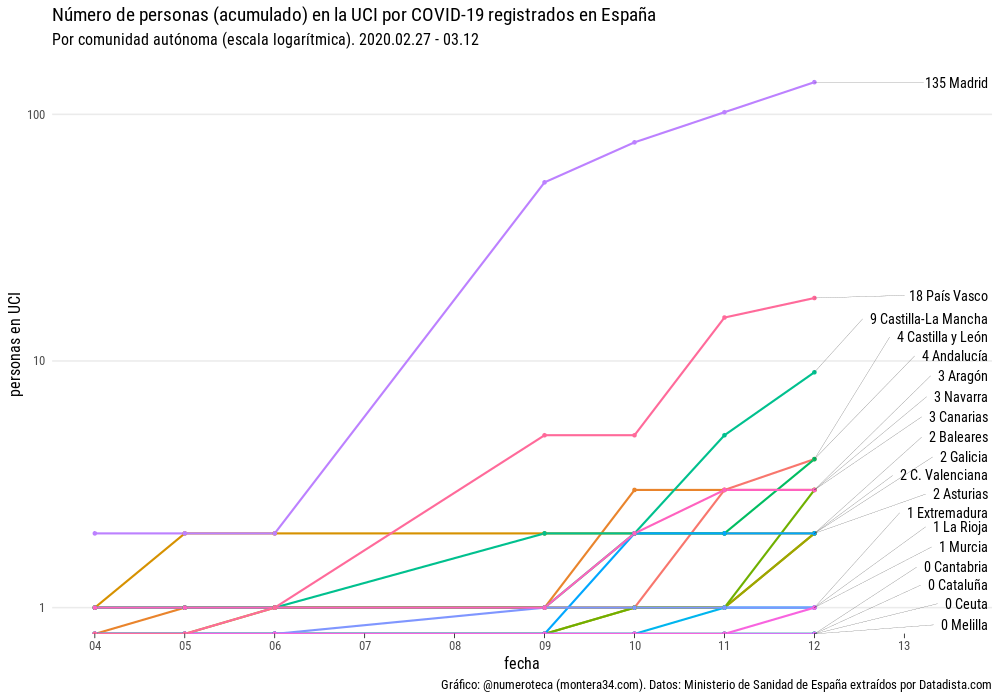 Número de personas (acumulado) en la UCI por COVID-19 registrados en España
Por comunidad autónoma (escala logarítmica). 2020.02.27 - 03.12
135 Madrid
100
18 País Vasco
9 Castilla-La Mancha
4 Castilla y León
4 Andalucía
10
3 Aragón
3 Navarra
3 Canarias
2 Baleares
2 Galicia
2 C. Valenciana
2 Asturias
1 Extremadura
1 La Rioja
1 Murcia
0 Cantabria
0 Cataluña
0 Ceuta
0 Melilla
1
personas en UCI
04 05 06 07 08 09 10 11 12 13
fecha
Gráfico: @numeroteca (montera34.com). Datos: Ministerio de Sanidad de España extraídos por Datadista.com